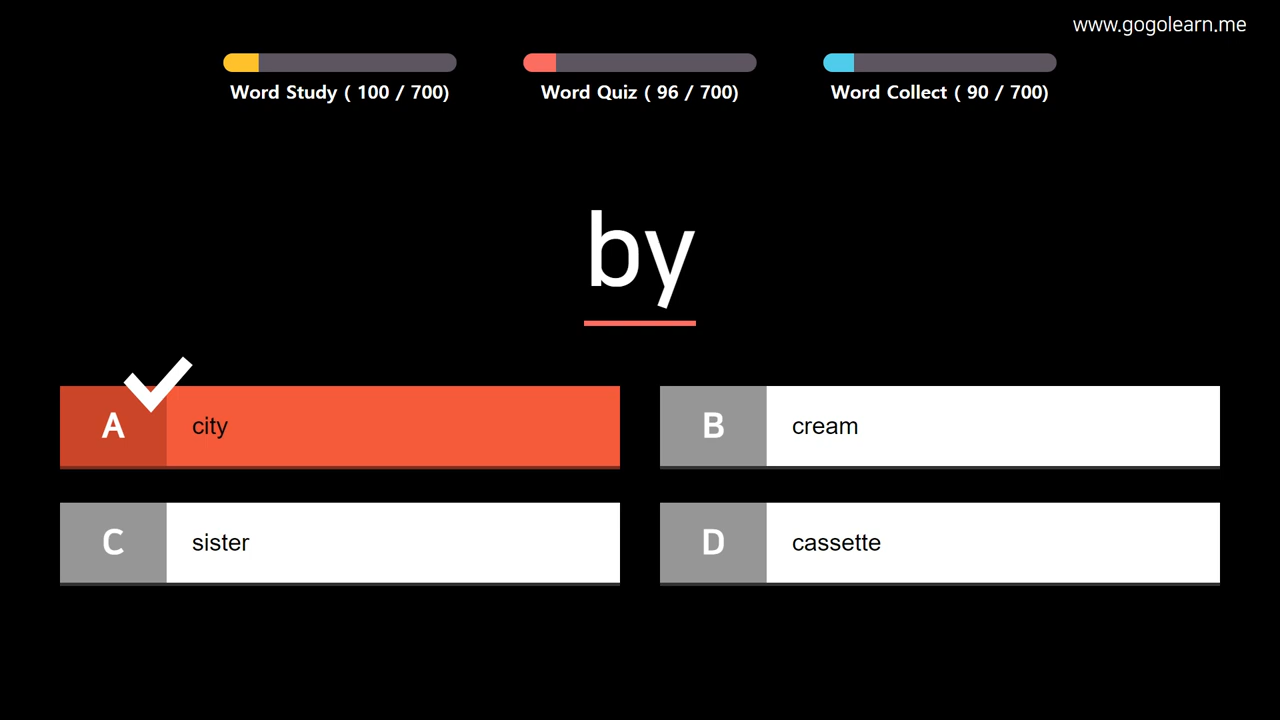 www.gogolearn.me
Word Study ( 100 / 700)
Word Quiz ( 96 / 700)
Word Collect ( 90 / 700)
by
A city
B cream
C sister
D cassette